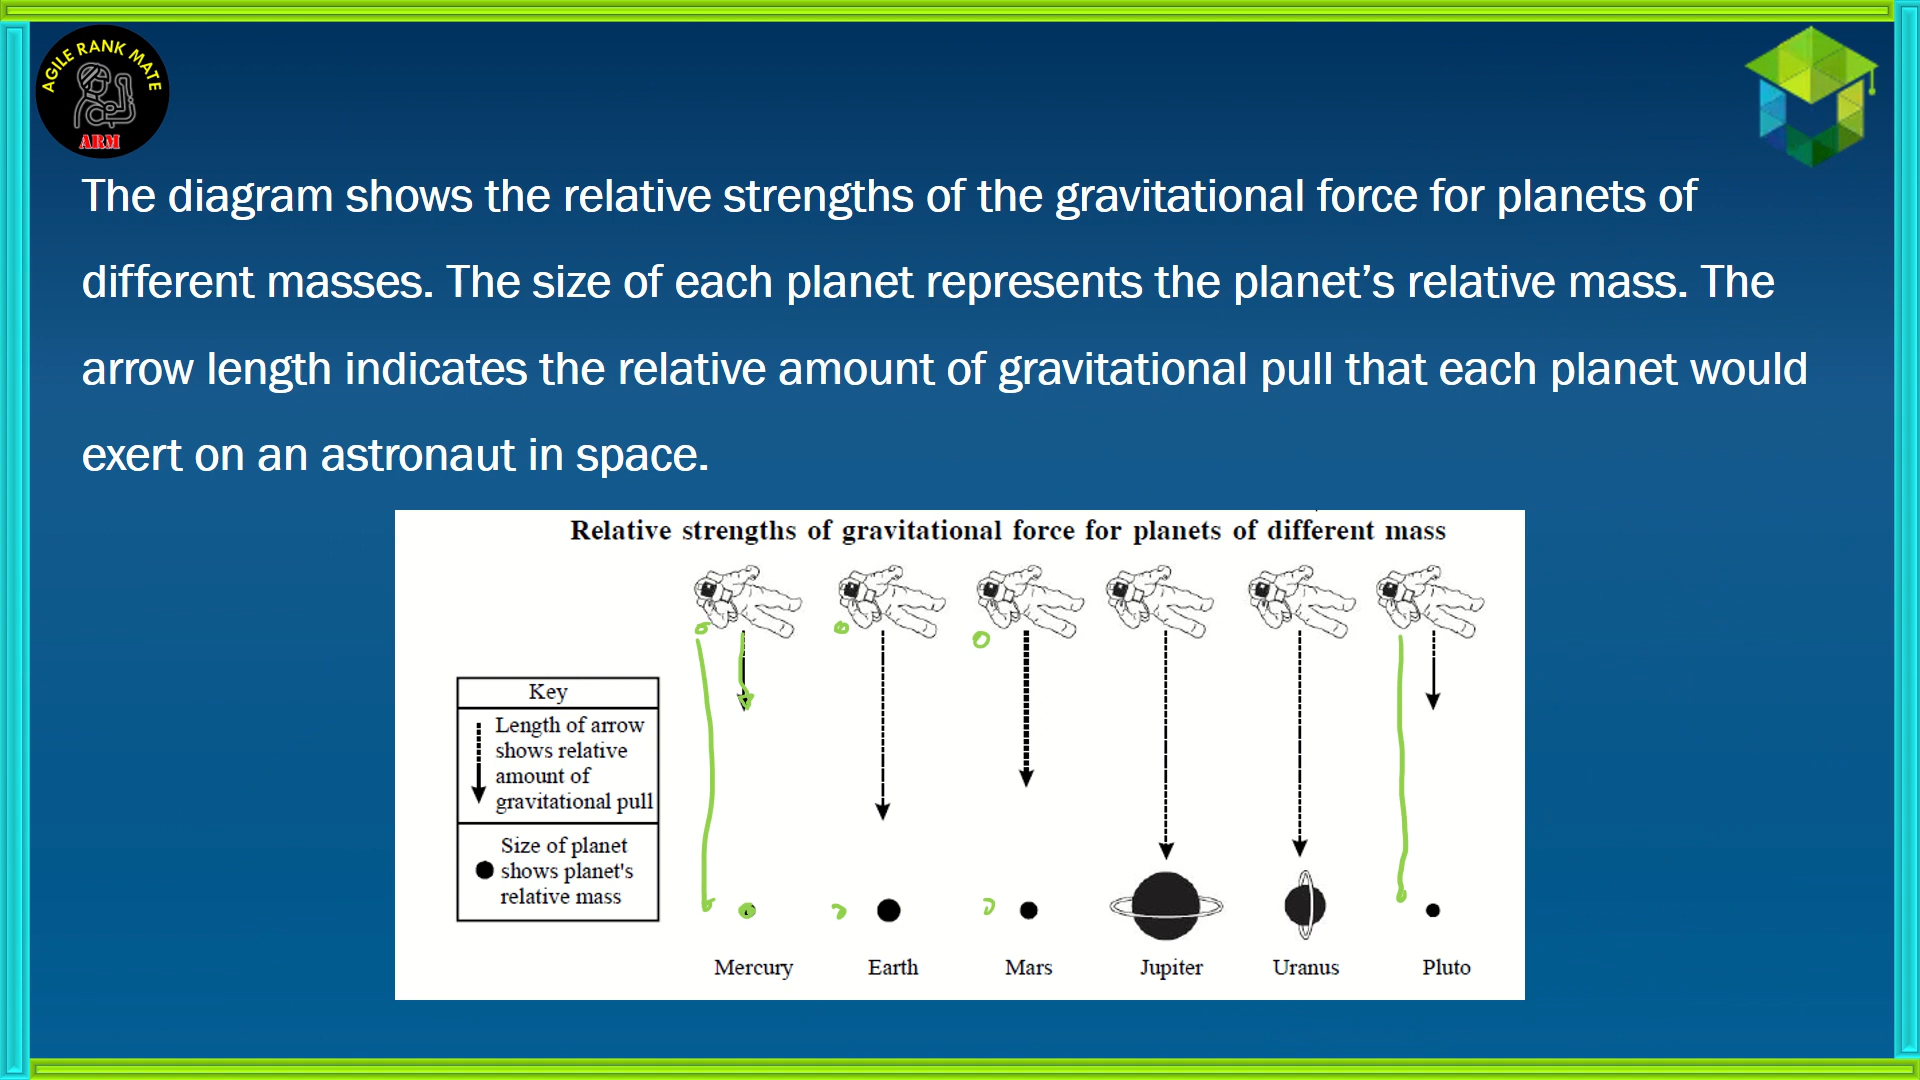 AGILE RANK MATE
ARM
The diagram shows the relative strengths of the gravitational force for planets of
different masses. The size of each planet represents the planet’s relative mass. The
arrow length indicates the relative amount of gravitational pull that each planet would
exert on an astronaut in space.
Relative strengths of gravitational force for planets of different mass
Key
Length of arrow
shows relative
amount of
gravitational pull
Size of planet
shows planet's
relative mass
Mercury Earth Mars Jupiter Uranus Pluto